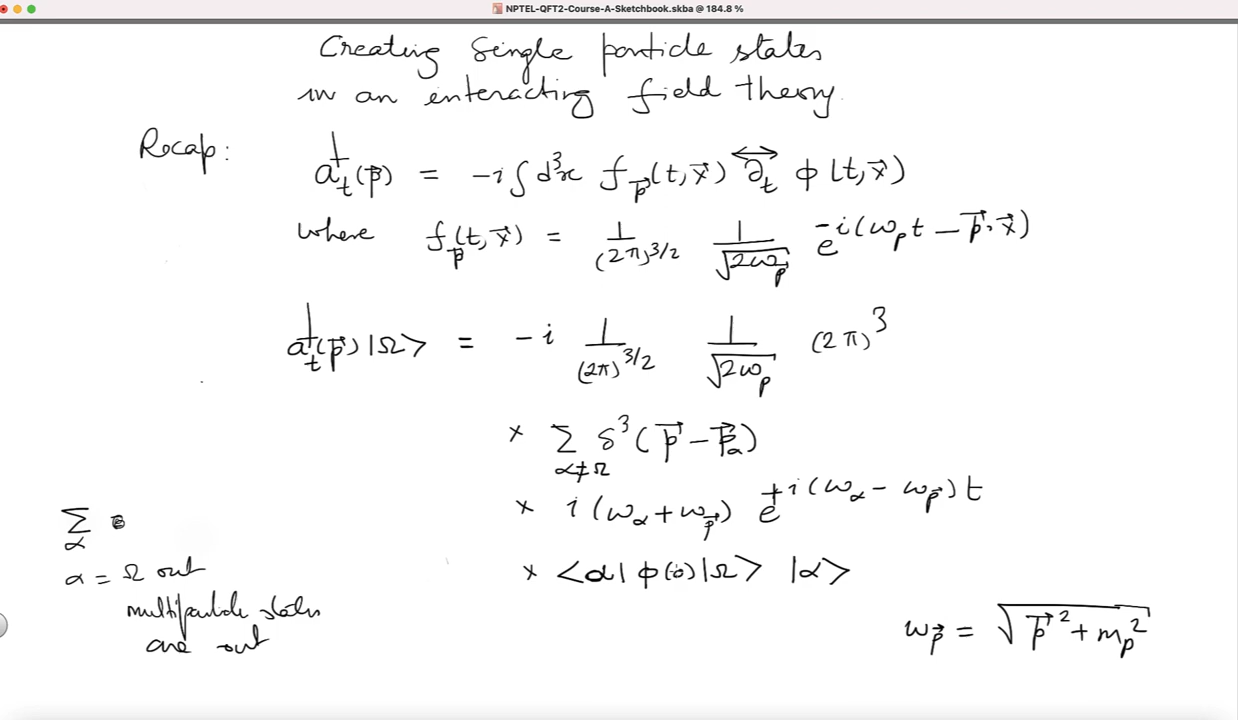 NPTEL-QFT2-Course-A-Sketchbook.skba @ 184.8 %
Creating Single particle states
in an interacting field theory.
Recap: a†_t(p⃗) = -i ∫ d³x f_p⃗(t,x⃗) ∂↔_t φ(t,x⃗)
where f_p⃗(t,x⃗) = 1/(2π)^3/2 1/√2ω_p e^-i(ω_p t - p⃗·x⃗)
a†_t(p⃗)|Ω> = -i 1/(2π)^3/2 1/√2ω_p (2π)³
× Σ_α≠Ω δ³(p⃗ - p⃗_α)
× i(ω_α + ω_p⃗) e^+i(ω_α - ω_p⃗)t
× <α|φ(0)|Ω> |α>
Σ_α
α = Ω out
multiparticle states
are out
ω_p⃗ = √p⃗² + m_p²